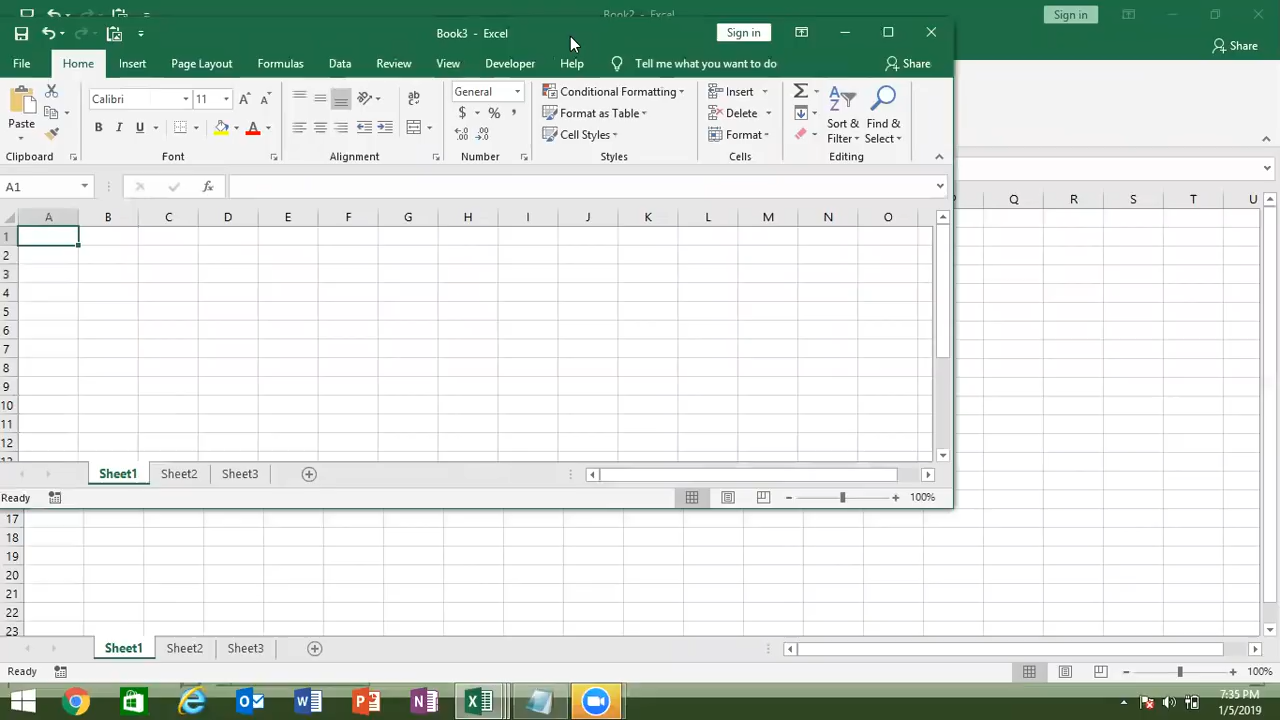 Book2 - Excel
Sign in
Share
Book3 - Excel
Sign in
File Home Insert Page Layout Formulas Data Review View Developer Help Tell me what you want to do Share
Paste
Calibri 11
B I U A
Clipboard
Font
ab
Alignment
General
$ % ,
Number
Conditional Formatting
Format as Table
Cell Styles
Styles
Insert
Delete
Format
Cells
Sort & Filter
Find & Select
Editing
A1
fx
A B C D E F G H I J K L M N O
Q R S T U
1
2
3
4
5
6
7
8
9
10
11
12
Sheet1 Sheet2 Sheet3
Ready
100%
17
18
19
20
21
22
23
Sheet1 Sheet2 Sheet3
Ready
100%
7:35 PM
1/5/2019